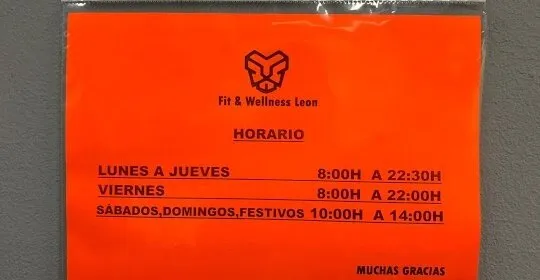 Fit & Wellness Leon
HORARIO
LUNES A JUEVES 8:00H A 22:30H
VIERNES 8:00H A 22:00H
SÁBADOS,DOMINGOS,FESTIVOS 10:00H A 14:00H
MUCHAS GRACIAS